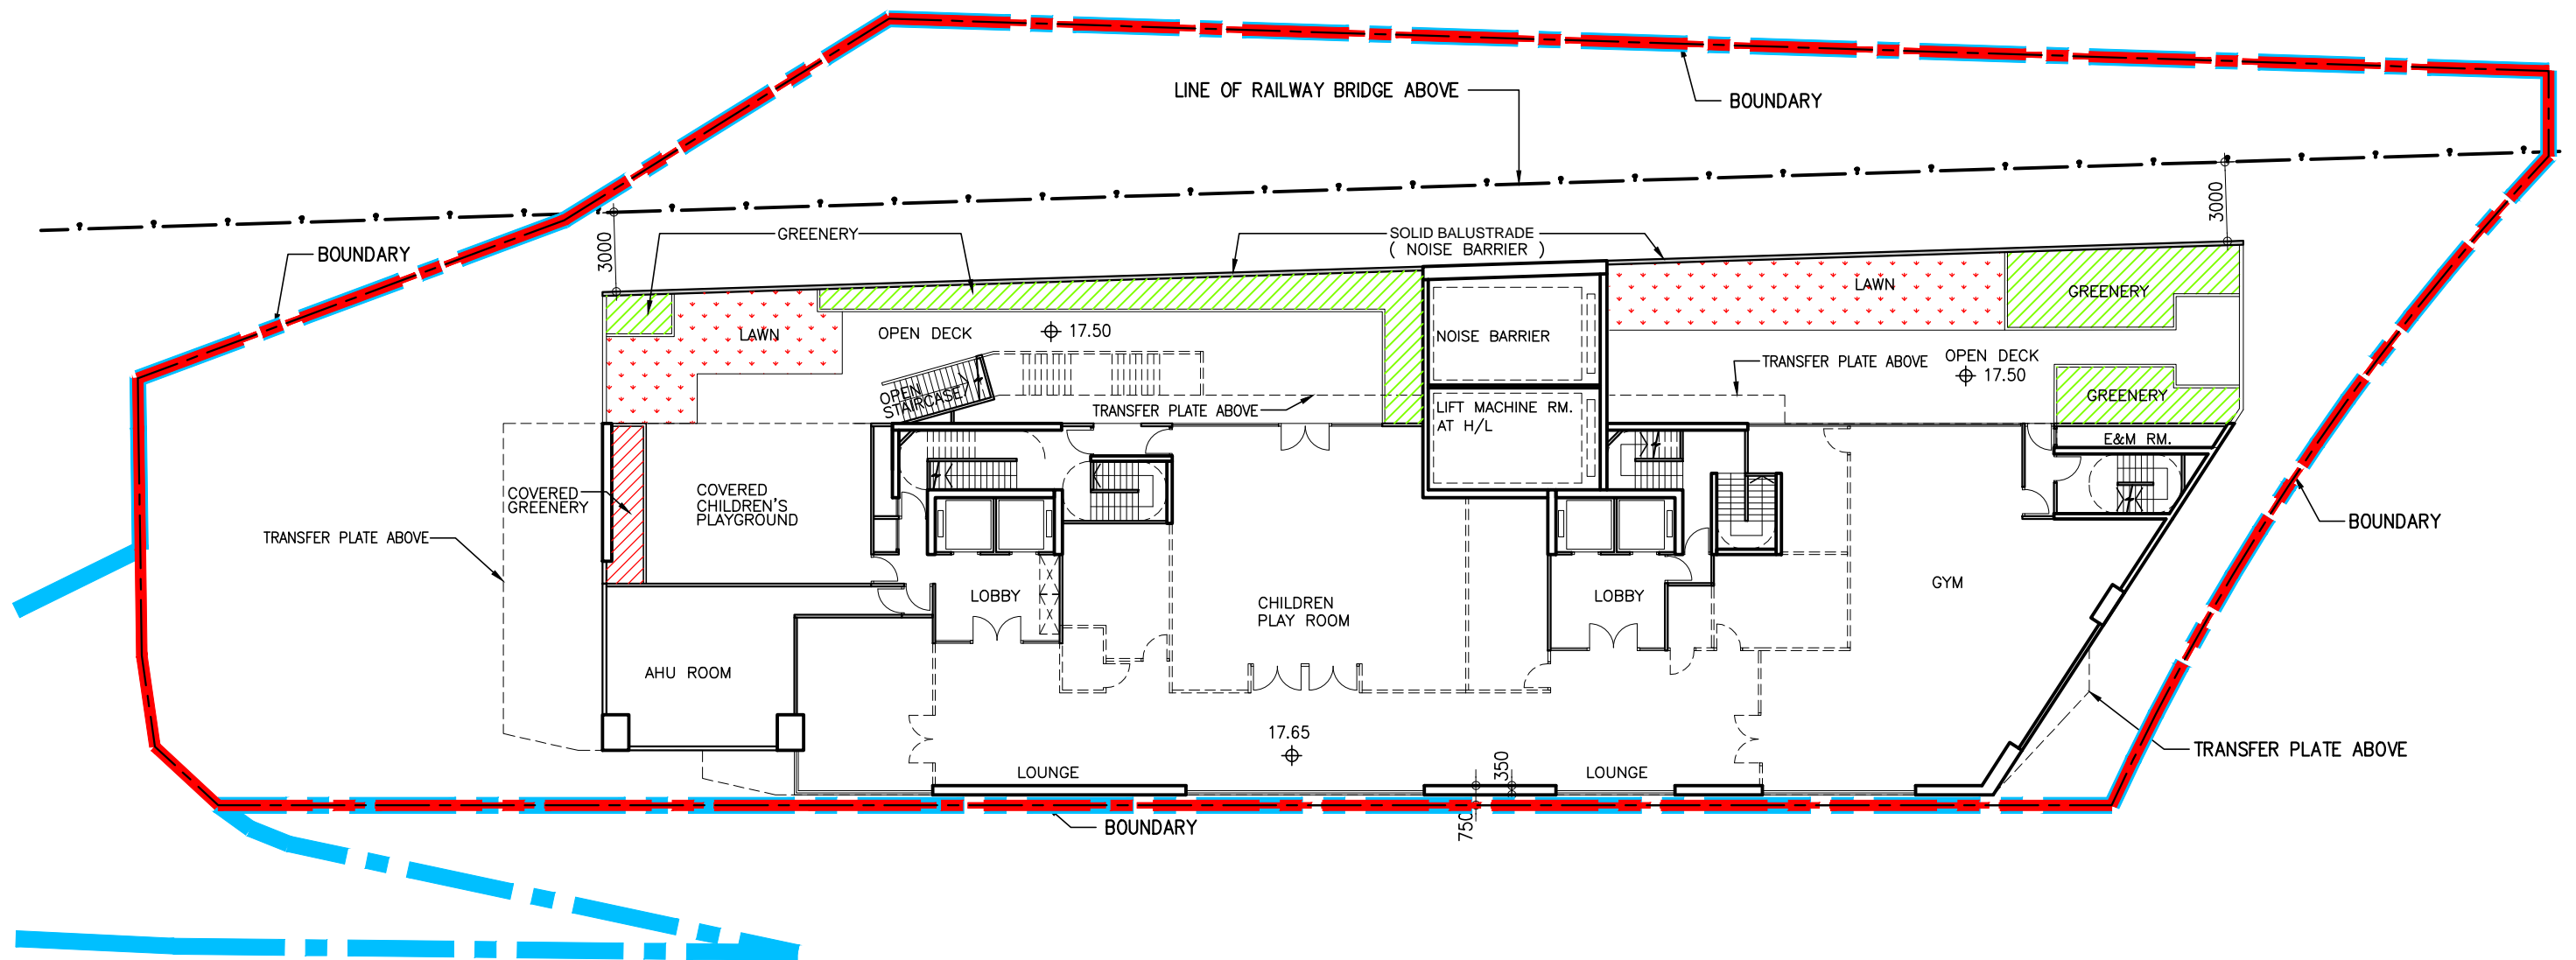 LINE OF RAILWAY BRIDGE ABOVE
BOUNDARY
3000
3000
BOUNDARY
GREENERY
SOLID BALUSTRADE
( NOISE BARRIER )
LAWN
GREENERY
LAWN
OPEN DECK
17.50
NOISE BARRIER
TRANSFER PLATE ABOVE
OPEN DECK
17.50
OPEN
STAIRCASE
TRANSFER PLATE ABOVE
LIFT MACHINE RM.
AT H/L
GREENERY
E&M RM.
COVERED
GREENERY
COVERED
CHILDREN'S
PLAYGROUND
TRANSFER PLATE ABOVE
BOUNDARY
LOBBY
CHILDREN
PLAY ROOM
LOBBY
GYM
AHU ROOM
17.65
LOUNGE
350
LOUNGE
TRANSFER PLATE ABOVE
750
BOUNDARY